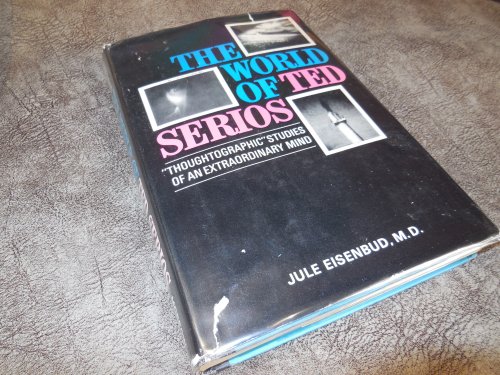 THE
WORLD
OF TED
SERIOS
"THOUGHTOGRAPHIC" STUDIES
OF AN EXTRAORDINARY MIND
JULE EISENBUD, M.D.